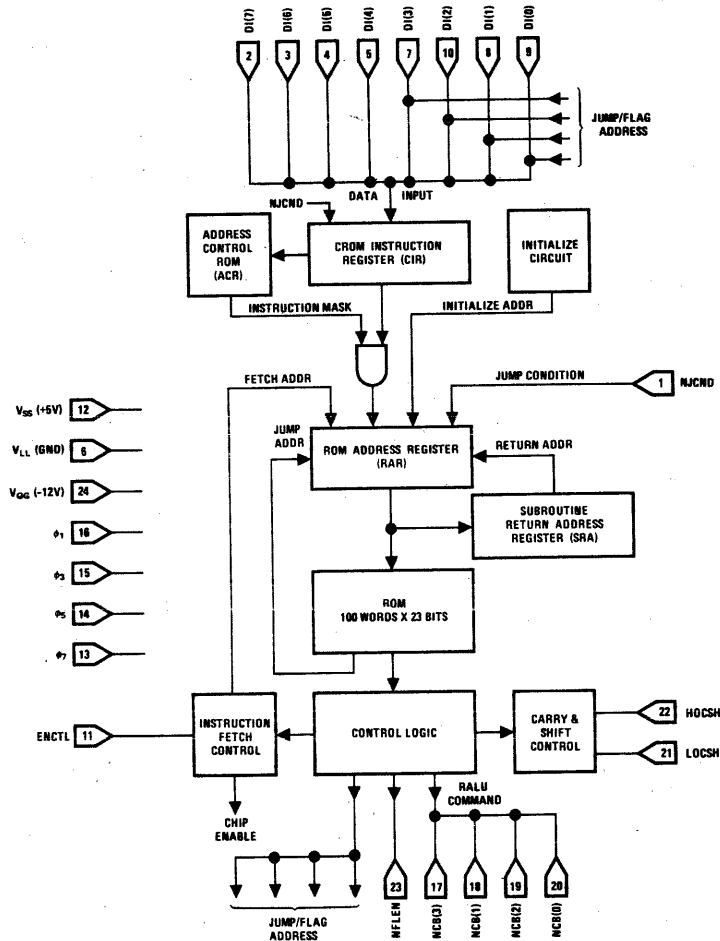 DI(7)
DI(6)
DI(5)
DI(4)
DI(3)
DI(2)
DI(1)
DI(0)
2
3
4
5
7
10
8
9
JUMP/FLAG
ADDRESS
DATA INPUT
NJCND
ADDRESS
CONTROL
ROM
(ACR)
CROM INSTRUCTION
REGISTER (CIR)
INITIALIZE
CIRCUIT
INSTRUCTION MASK
INITIALIZE ADDR
FETCH ADDR
JUMP CONDITION
1 NJCND
VSS (+5V) 12
VLL (GND) 6
VGG (-12V) 24
φ1 16
φ3 15
φ5 14
φ7 13
JUMP
ADDR
ROM ADDRESS REGISTER
(RAR)
RETURN ADDR
SUBROUTINE
RETURN ADDRESS
REGISTER (SRA)
ROM
100 WORDS X 23 BITS
ENCTL 11
INSTRUCTION
FETCH
CONTROL
CONTROL LOGIC
CARRY &
SHIFT
CONTROL
22 HOCSH
21 LOCSH
CHIP
ENABLE
RALU
COMMAND
23
17
18
19
20
NFLEN
NCB(3)
NCB(1)
NCB(2)
NCB(0)
JUMP/FLAG
ADDRESS